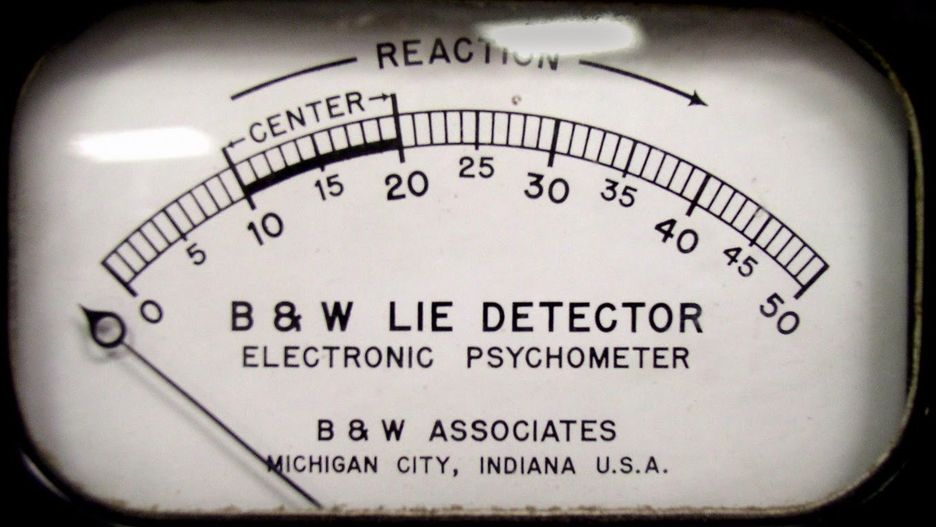 REACTION
CENTER
0 5 10 15 20 25 30 35 40 45 50
B & W LIE DETECTOR
ELECTRONIC PSYCHOMETER
B & W ASSOCIATES
MICHIGAN CITY, INDIANA U.S.A.